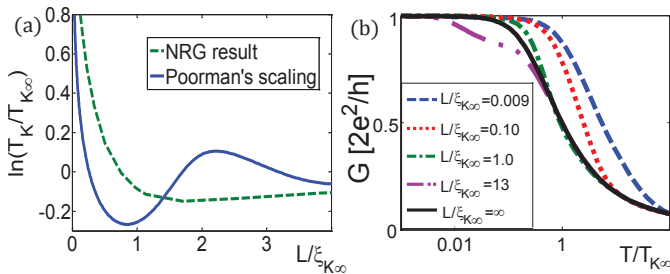 (a)
NRG result
Poorman's scaling
ln(T_K/T_K∞)
0.8
0.6
0.4
0.2
0
-0.2
0
1
2
3
4
L/ξ_K∞
(b)
G [2e²/h]
1
0.5
0
L/ξ_K∞=0.009
L/ξ_K∞=0.10
L/ξ_K∞=1.0
L/ξ_K∞=13
L/ξ_K∞=∞
0.01
1
T/T_K∞